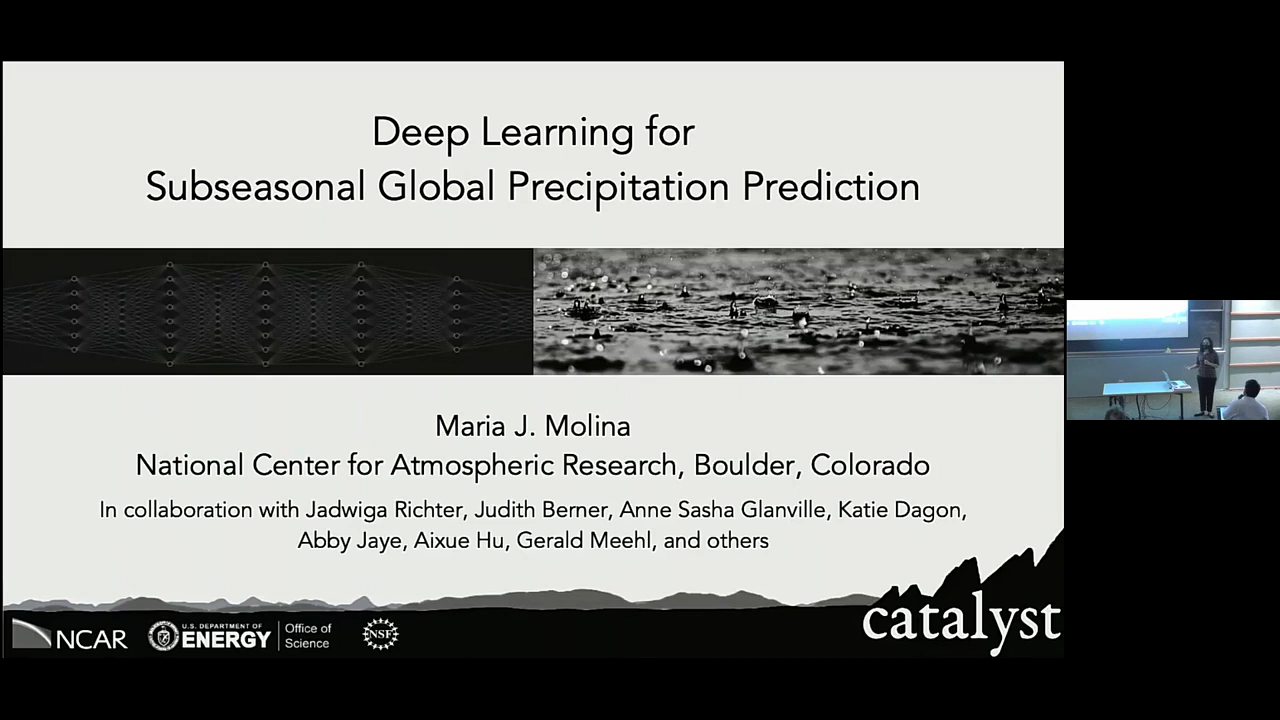 Deep Learning for
Subseasonal Global Precipitation Prediction
Maria J. Molina
National Center for Atmospheric Research, Boulder, Colorado
In collaboration with Jadwiga Richter, Judith Berner, Anne Sasha Glanville, Katie Dagon,
Abby Jaye, Aixue Hu, Gerald Meehl, and others
NCAR
U.S. DEPARTMENT OF
ENERGY
Office of
Science
NSF
catalyst